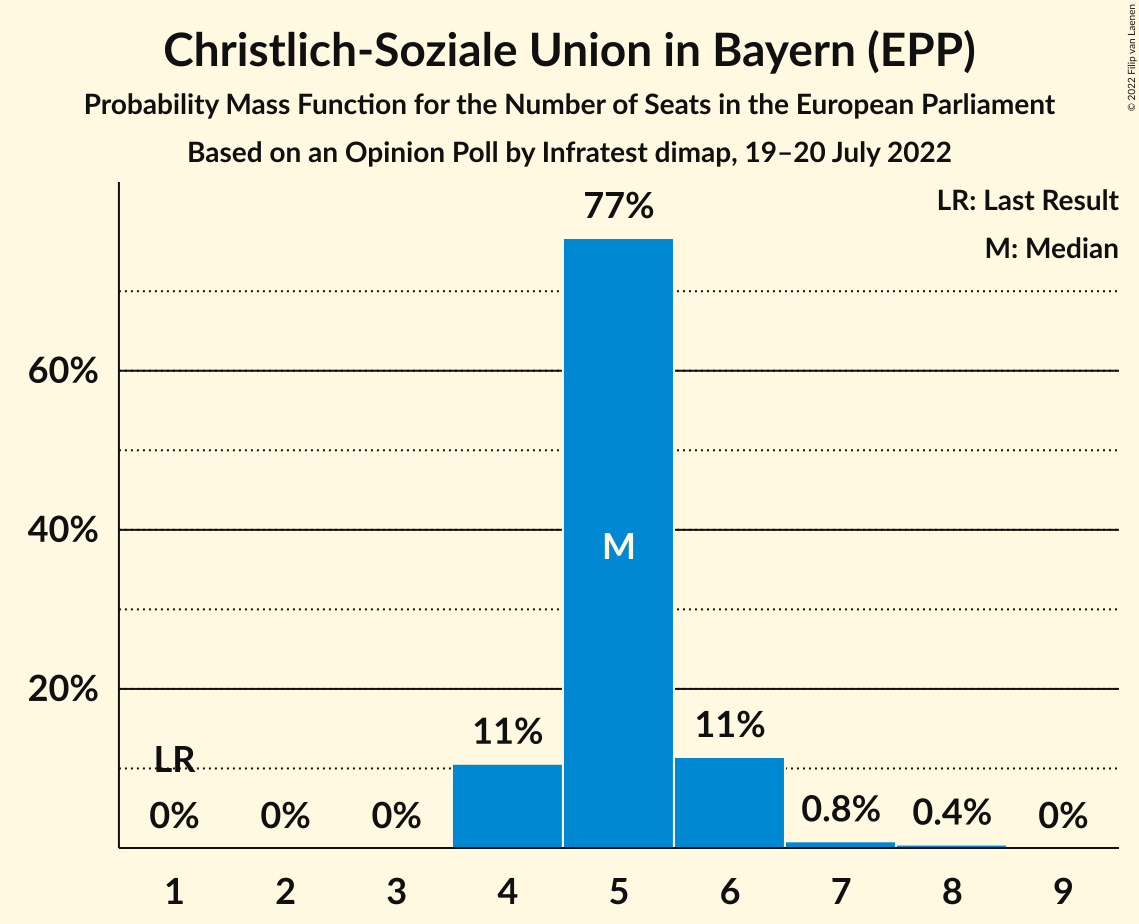 Christlich-Soziale Union in Bayern (EPP)
Probability Mass Function for the Number of Seats in the European Parliament
Based on an Opinion Poll by Infratest dimap, 19–20 July 2022
© 2022 Filip van Laenen
LR: Last Result
M: Median
77%
60%
40%
M
20%
11%
11%
LR
0%
0%
0%
0.8%
0.4%
0%
1 2 3 4 5 6 7 8 9